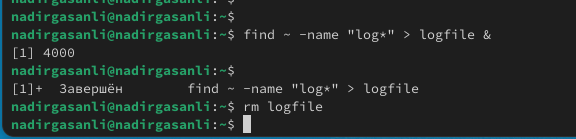 nadirgasanli@nadirgasanli:~$
nadirgasanli@nadirgasanli:~$ find ~ -name "log*" > logfile &
[1] 4000
nadirgasanli@nadirgasanli:~$
[1]+  Завершён        find ~ -name "log*" > logfile
nadirgasanli@nadirgasanli:~$ rm logfile
nadirgasanli@nadirgasanli:~$